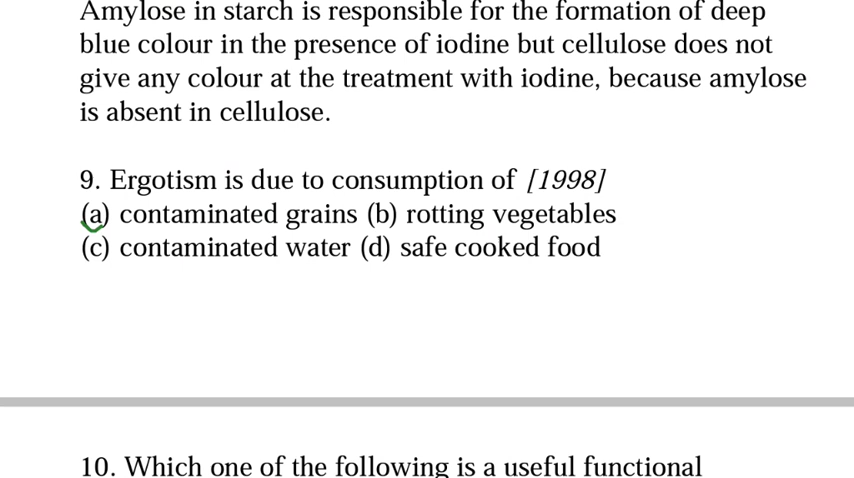 Amylose in starch is responsible for the formation of deep
blue colour in the presence of iodine but cellulose does not
give any colour at the treatment with iodine, because amylose
is absent in cellulose.
9. Ergotism is due to consumption of [1998]
(a) contaminated grains (b) rotting vegetables
(c) contaminated water (d) safe cooked food
10. Which one of the following is a useful functional